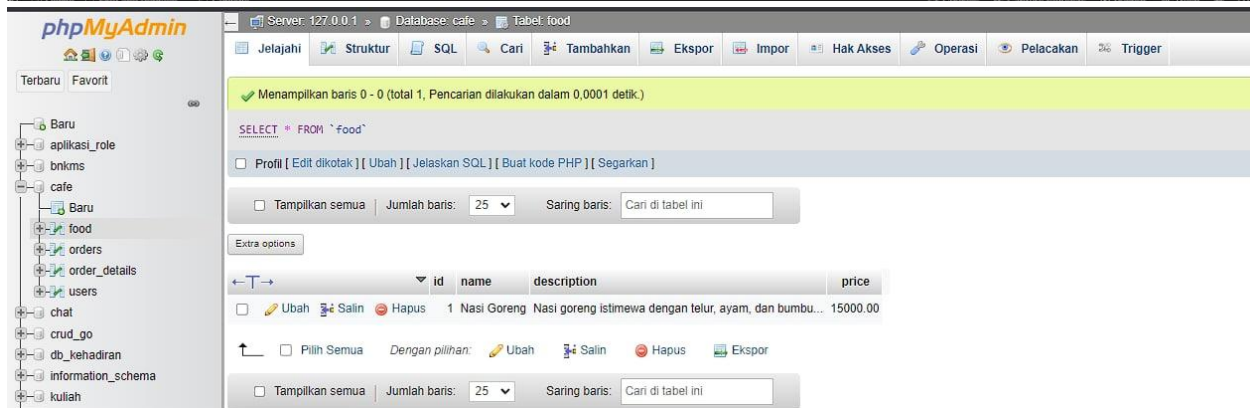 phpMyAdmin
Terbaru Favorit
Baru
aplikasi_role
bnkms
cafe
Baru
food
orders
order_details
users
chat
crud_go
db_kehadiran
information_schema
kuliah
Server: 127.0.0.1 » Database: cafe » Tabel: food
Jelajahi Struktur SQL Cari Tambahkan Ekspor Impor Hak Akses Operasi Pelacakan Trigger
Menampilkan baris 0 - 0 (total 1, Pencarian dilakukan dalam 0,0001 detik.)
SELECT * FROM `food`
Profil [ Edit dikotak ] [ Ubah ] [ Jelaskan SQL ] [ Buat kode PHP ] [ Segarkan ]
Tampilkan semua | Jumlah baris: 25 Saring baris: Cari di tabel ini
Extra options
←T→ id name description price
Ubah Salin Hapus 1 Nasi Goreng Nasi goreng istimewa dengan telur, ayam, dan bumbu... 15000.00
Pilih Semua Dengan pilihan: Ubah Salin Hapus Ekspor
Tampilkan semua | Jumlah baris: 25 Saring baris: Cari di tabel ini